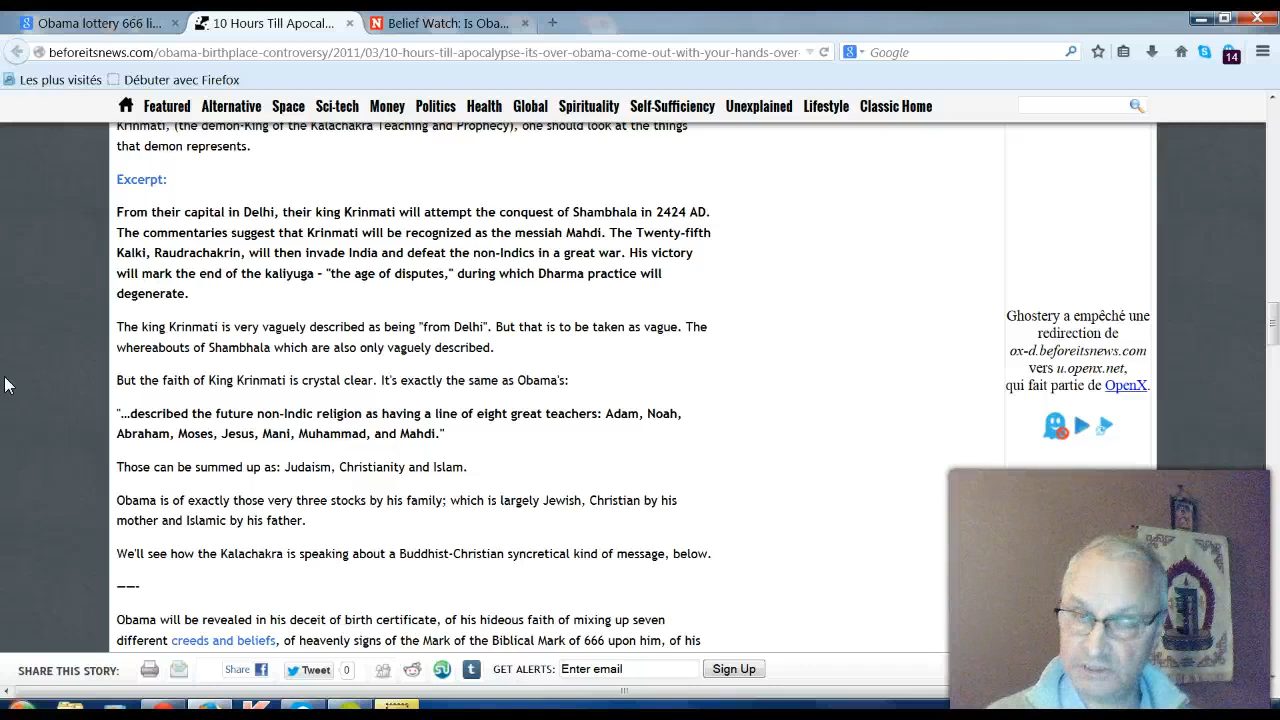 Obama lottery 666 li...
10 Hours Till Apocal...
Belief Watch: Is Oba...
beforeitsnews.com/obama-birthplace-controversy/2011/03/10-hours-till-apocalypse-its-over-obama-come-out-with-your-hands-over-
Google
14
Les plus visités
Débuter avec Firefox
Featured Alternative Space Sci-tech Money Politics Health Global Spirituality Self-Sufficiency Unexplained Lifestyle Classic Home
Krinmati, (the demon-King of the Kalachakra Teaching and Prophecy), one should look at the things
that demon represents.
Excerpt:
From their capital in Delhi, their king Krinmati will attempt the conquest of Shambhala in 2424 AD.
The commentaries suggest that Krinmati will be recognized as the messiah Mahdi. The Twenty-fifth
Kalki, Raudrachakrin, will then invade India and defeat the non-Indics in a great war. His victory
will mark the end of the kaliyuga – "the age of disputes," during which Dharma practice will
degenerate.
The king Krinmati is very vaguely described as being "from Delhi". But that is to be taken as vague. The
whereabouts of Shambhala which are also only vaguely described.
But the faith of King Krinmati is crystal clear. It's exactly the same as Obama's:
"…described the future non-Indic religion as having a line of eight great teachers: Adam, Noah,
Abraham, Moses, Jesus, Mani, Muhammad, and Mahdi."
Those can be summed up as: Judaism, Christianity and Islam.
Obama is of exactly those very three stocks by his family; which is largely Jewish, Christian by his
mother and Islamic by his father.
We'll see how the Kalachakra is speaking about a Buddhist-Christian syncretical kind of message, below.
——-
Obama will be revealed in his deceit of birth certificate, of his hideous faith of mixing up seven
different creeds and beliefs, of heavenly signs of the Mark of the Biblical Mark of 666 upon him, of his
Ghostery a empêché une
redirection de
ox-d.beforeitsnews.com
vers u.openx.net,
qui fait partie de OpenX.
SHARE THIS STORY:
Share
Tweet
0
GET ALERTS:
Enter email
Sign Up